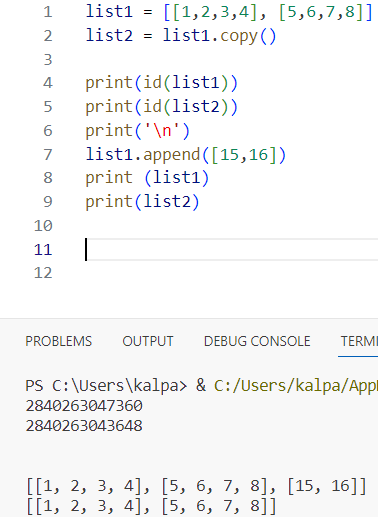 1 list1 = [[1,2,3,4], [5,6,7,8]]
2 list2 = list1.copy()
3
4 print(id(list1))
5 print(id(list2))
6 print('\n')
7 list1.append([15,16])
8 print (list1)
9 print(list2)
10
11
12
PROBLEMS OUTPUT DEBUG CONSOLE TERMI
PS C:\Users\kalpa> & C:/Users/kalpa/App
2840263047360
2840263043648
[[1, 2, 3, 4], [5, 6, 7, 8], [15, 16]]
[[1, 2, 3, 4], [5, 6, 7, 8]]